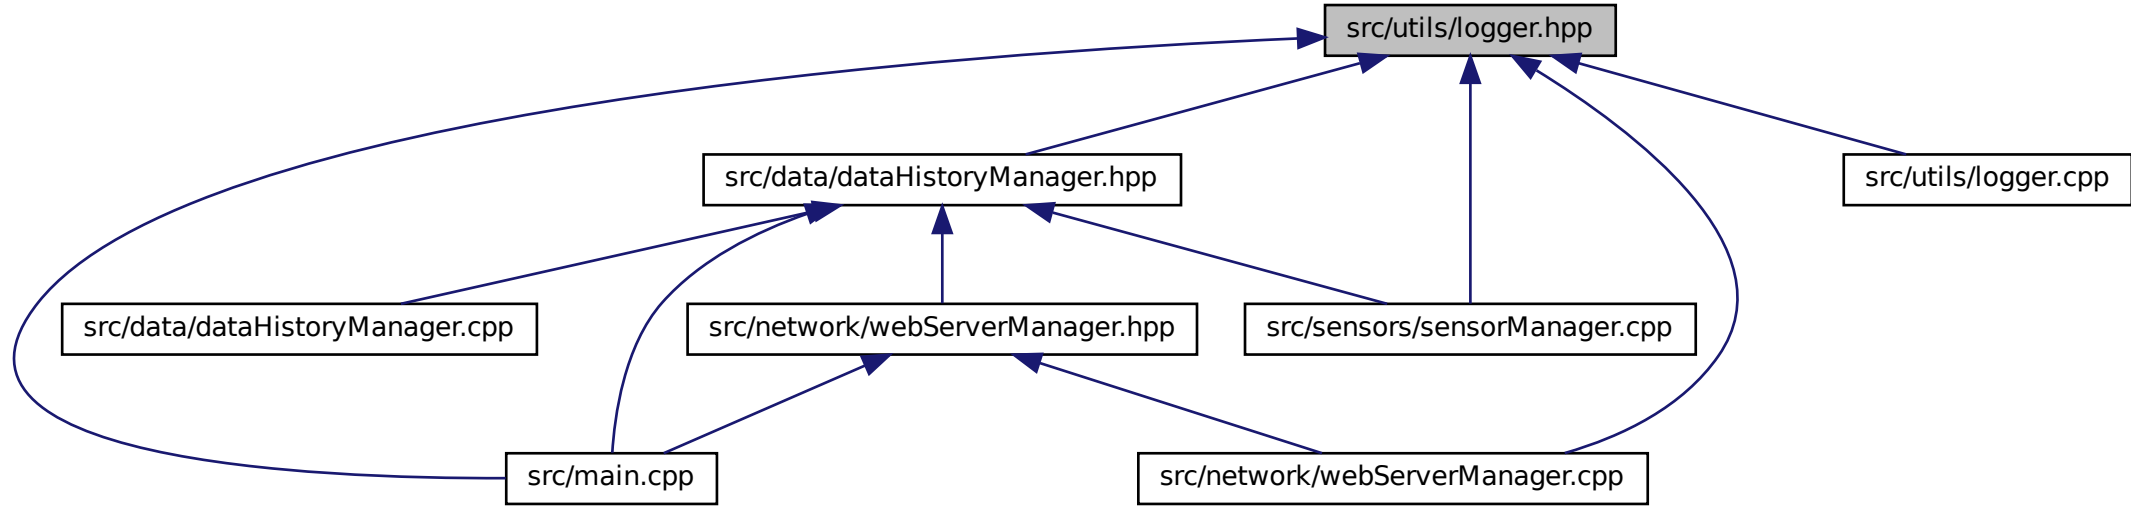 src/utils/logger.hpp
src/data/dataHistoryManager.hpp
src/utils/logger.cpp
src/data/dataHistoryManager.cpp
src/network/webServerManager.hpp
src/sensors/sensorManager.cpp
src/main.cpp
src/network/webServerManager.cpp